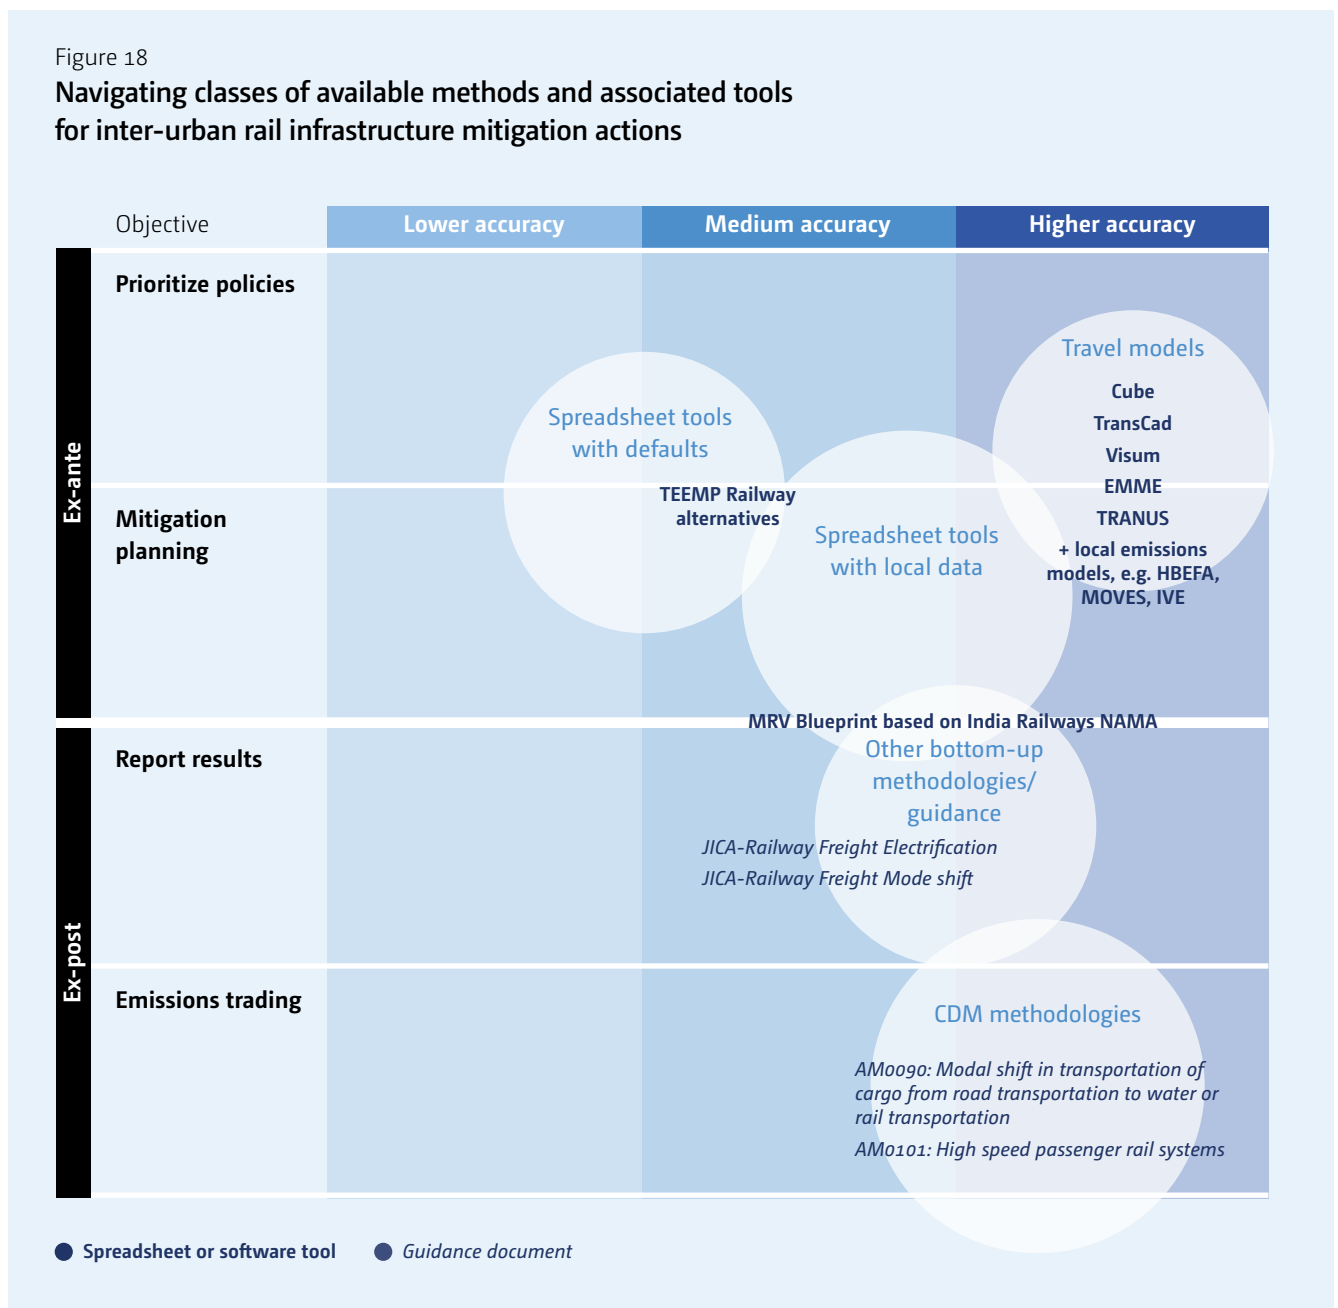 Figure 18
Navigating classes of available methods and associated tools
for inter-urban rail infrastructure mitigation actions
Objective
Lower accuracy
Medium accuracy
Higher accuracy
Ex-ante
Prioritize policies
Travel models
Cube
TransCad
Visum
EMME
TRANUS
+ local emissions
models, e.g. HBEFA,
MOVES, IVE
Spreadsheet tools
with defaults
TEEMP Railway
alternatives
Mitigation
planning
Spreadsheet tools
with local data
MRV Blueprint based on India Railways NAMA
Ex-post
Report results
Other bottom-up
methodologies/
guidance
JICA-Railway Freight Electrification
JICA-Railway Freight Mode shift
Emissions trading
CDM methodologies
AM0090: Modal shift in transportation of
cargo from road transportation to water or
rail transportation
AM0101: High speed passenger rail systems
Spreadsheet or software tool
Guidance document